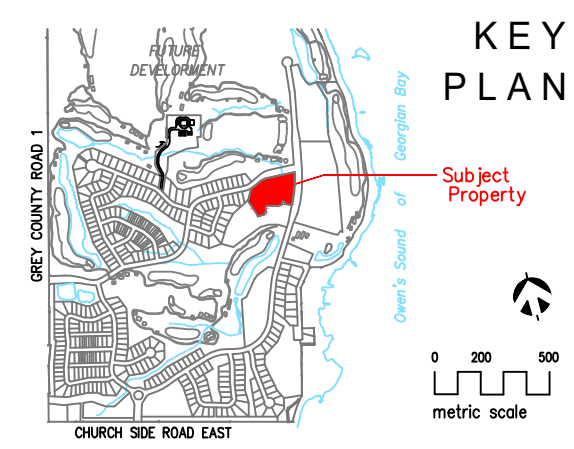 KEY
PLAN
FUTURE
DEVELORMENT
GREY COUNTY ROAD 1
Subject
Property
Owen's Sound of Georgian Bay
0 200 500
metric scale
CHURCH SIDE ROAD EAST